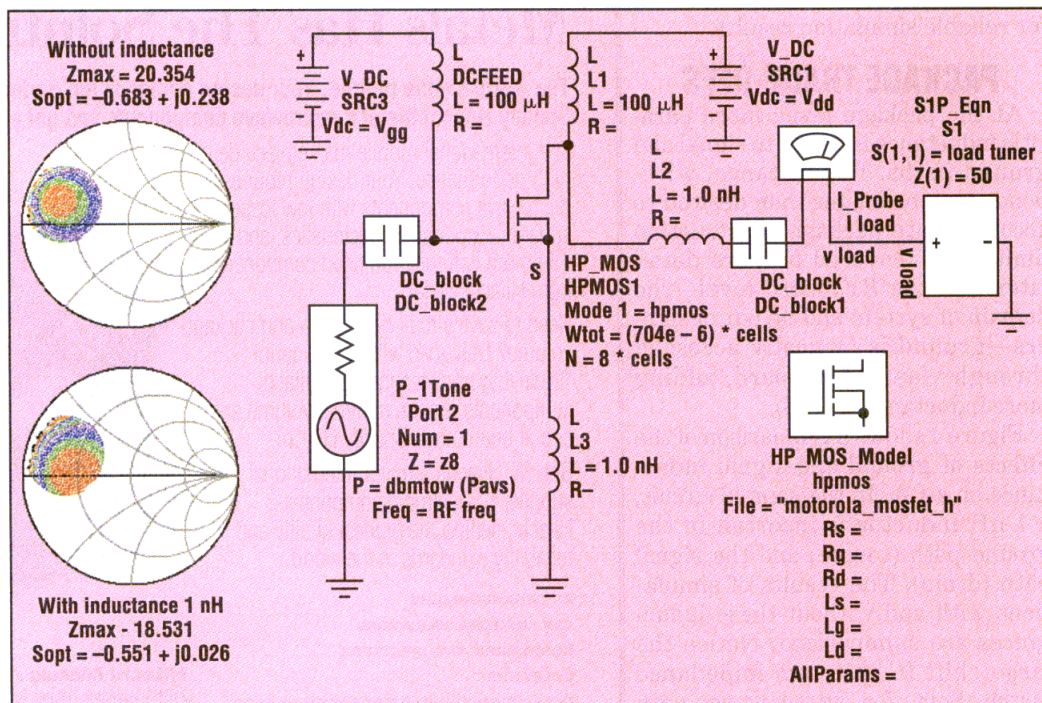 PACKAGE
Without inductance
Zmax = 20.354
Sopt = –0.683 + j0.238
With inductance 1 nH
Zmax - 18.531
Sopt = –0.551 + j0.026
+
V_DC
SRC3
Vdc = Vgg
L
DCFEED
L = 100 µH
R =
L
L1
L = 100 µH
R =
+
V_DC
SRC1
Vdc = Vdd
S1P_Eqn
S1
S(1,1) = load tuner
Z(1) = 50
L
L2
L = 1.0 nH
R =
I_Probe
I load
v load
v load
+
–
DC_block
DC_block2
S
HP_MOS
HPMOS1
Mode 1 = hpmos
Wtot = (704e – 6) * cells
N = 8 * cells
DC_block
DC_block1
P_1Tone
Port 2
Num = 1
Z = z8
P = dbmtow (Pavs)
Freq = RF freq
L
L3
L = 1.0 nH
R–
HP_MOS_Model
hpmos
File = "motorola_mosfet_h"
Rs =
Rg =
Rd =
Ls =
Lg =
Ld =
AllParams =